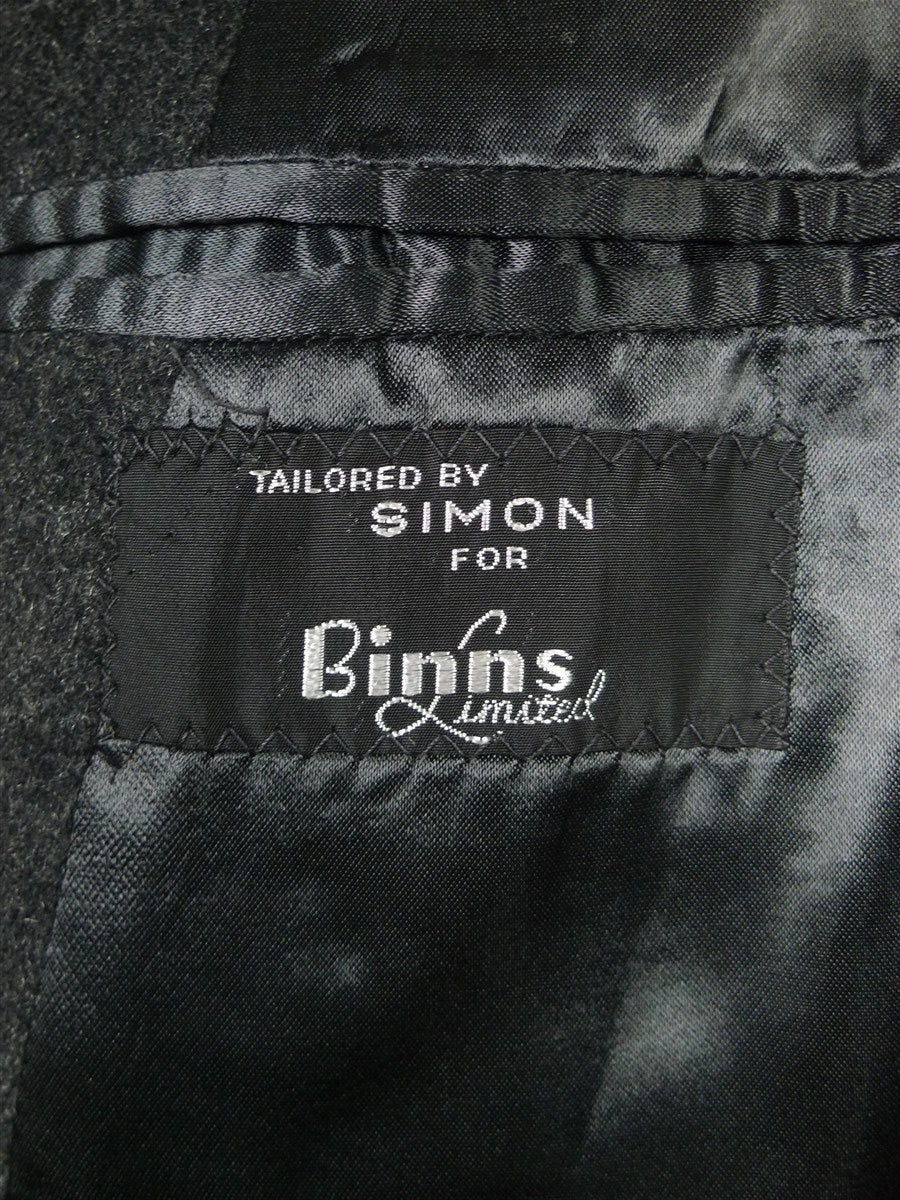 TAILORED BY
SIMON
FOR
Binns
Limited